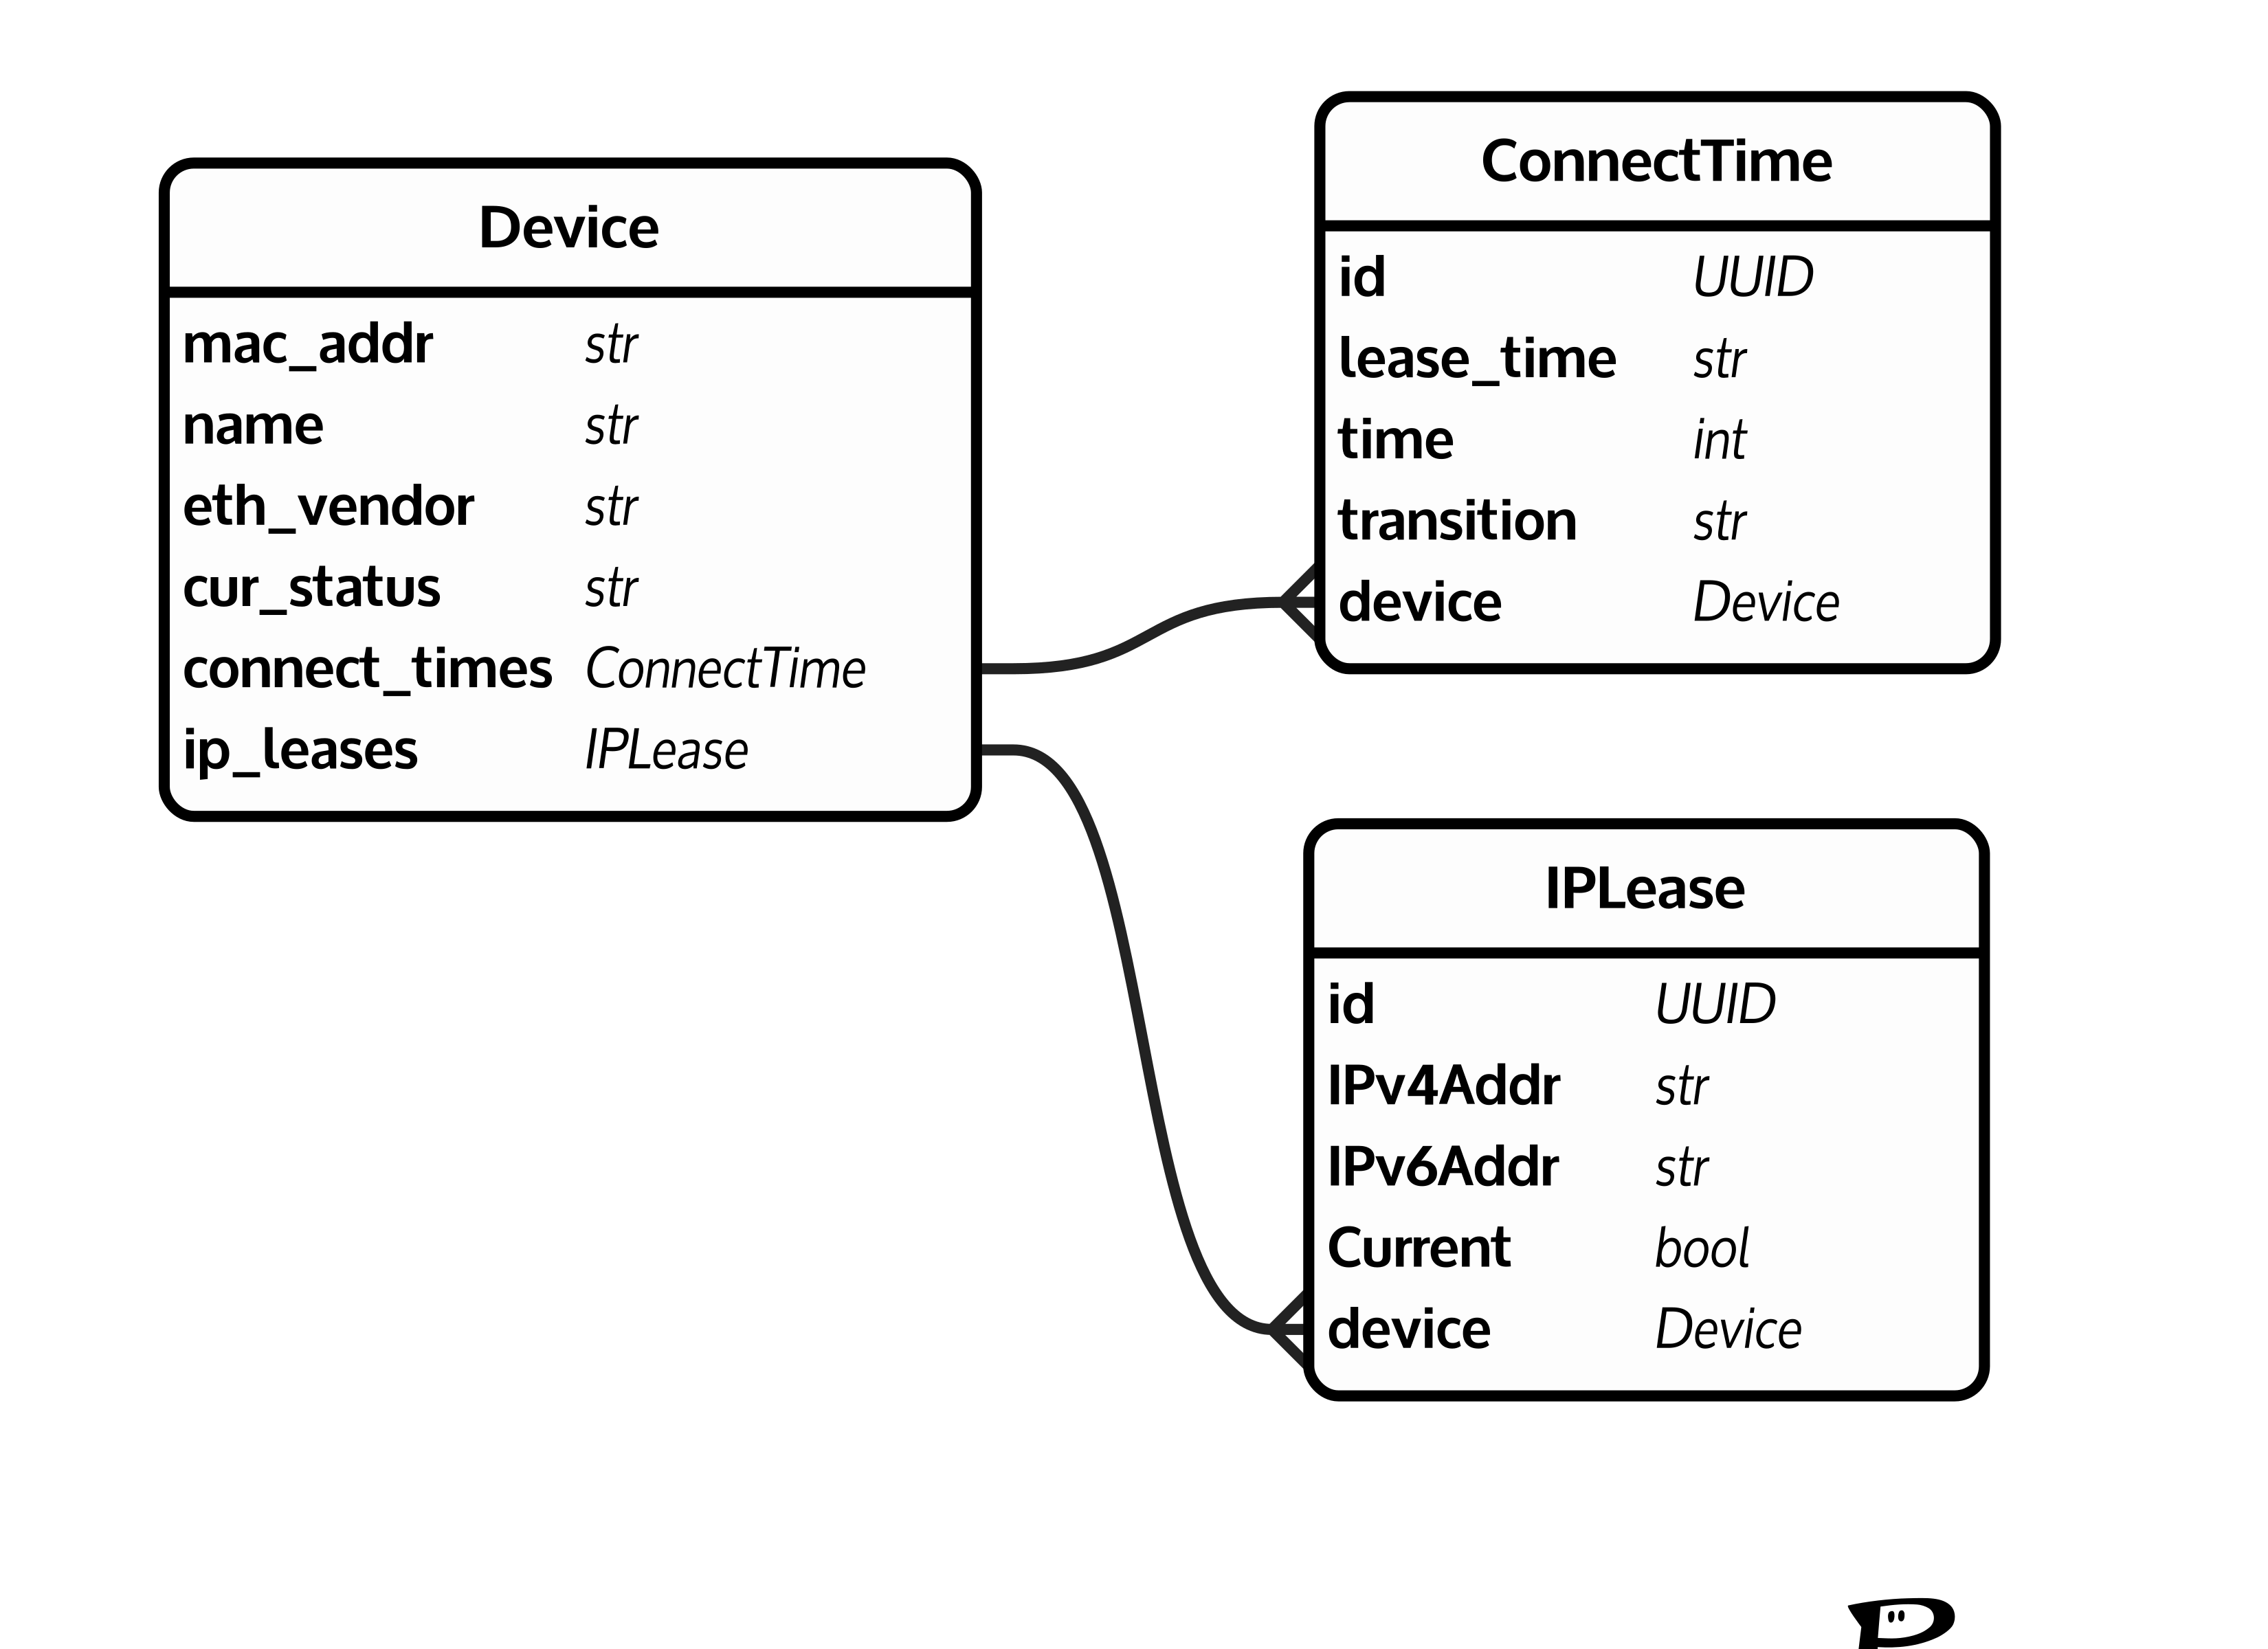 Device
mac_addr str
name str
eth_vendor str
cur_status str
connect_times ConnectTime
ip_leases IPLease
ConnectTime
id UUID
lease_time str
time int
transition str
device Device
IPLease
id UUID
IPv4Addr str
IPv6Addr str
Current bool
device Device